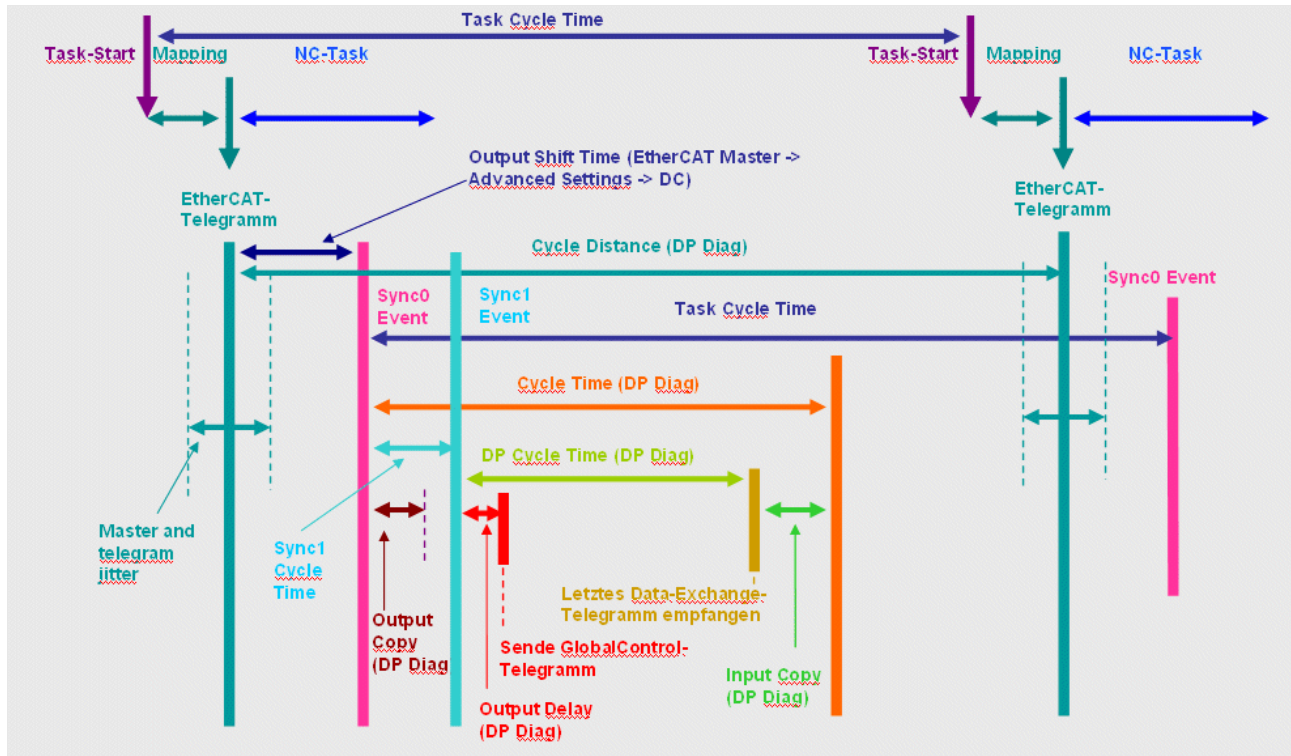 Task Cycle Time
Task-Start
Mapping
NC-Task
Task-Start
Mapping
NC-Task
Output Shift Time (EtherCAT Master ->
Advanced Settings -> DC)
EtherCAT-
Telegramm
EtherCAT-
Telegramm
Cycle Distance (DP Diag)
Sync0 Event
Sync0
Event
Sync1
Event
Task Cycle Time
Cycle Time (DP Diag)
DP Cycle Time (DP Diag)
Master and
telegram
jitter
Sync1
Cycle
Time
Letztes Data-Exchange-
Telegramm empfangen
Output
Copy
(DP Diag
Sende GlobalControl-
Telegramm
Input Copy
(DP Diag)
Output Delay
(DP Diag)